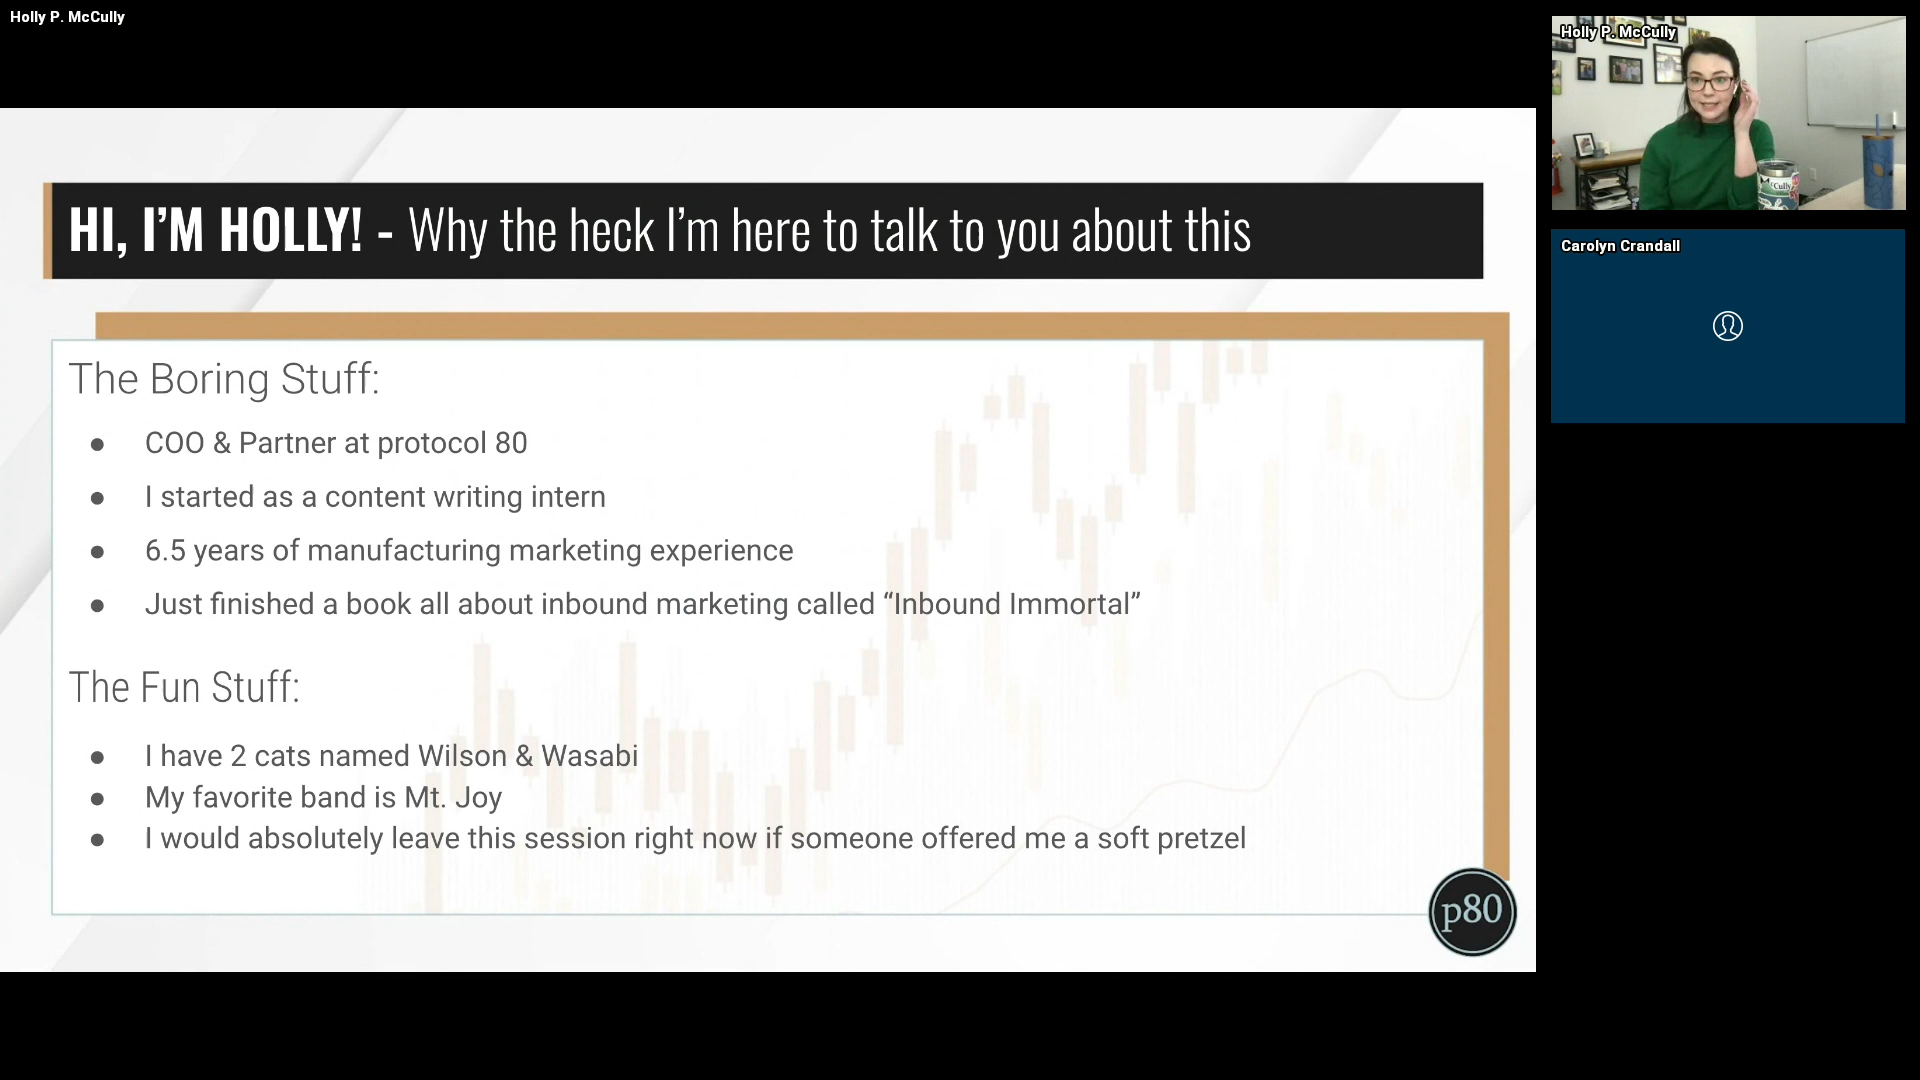 Holly P. McCully
Holly P. McCully
Carolyn Crandall
HI, I’M HOLLY! - Why the heck I’m here to talk to you about this
The Boring Stuff:
● COO & Partner at protocol 80
● I started as a content writing intern
● 6.5 years of manufacturing marketing experience
● Just finished a book all about inbound marketing called “Inbound Immortal”
The Fun Stuff:
● I have 2 cats named Wilson & Wasabi
● My favorite band is Mt. Joy
● I would absolutely leave this session right now if someone offered me a soft pretzel
p80